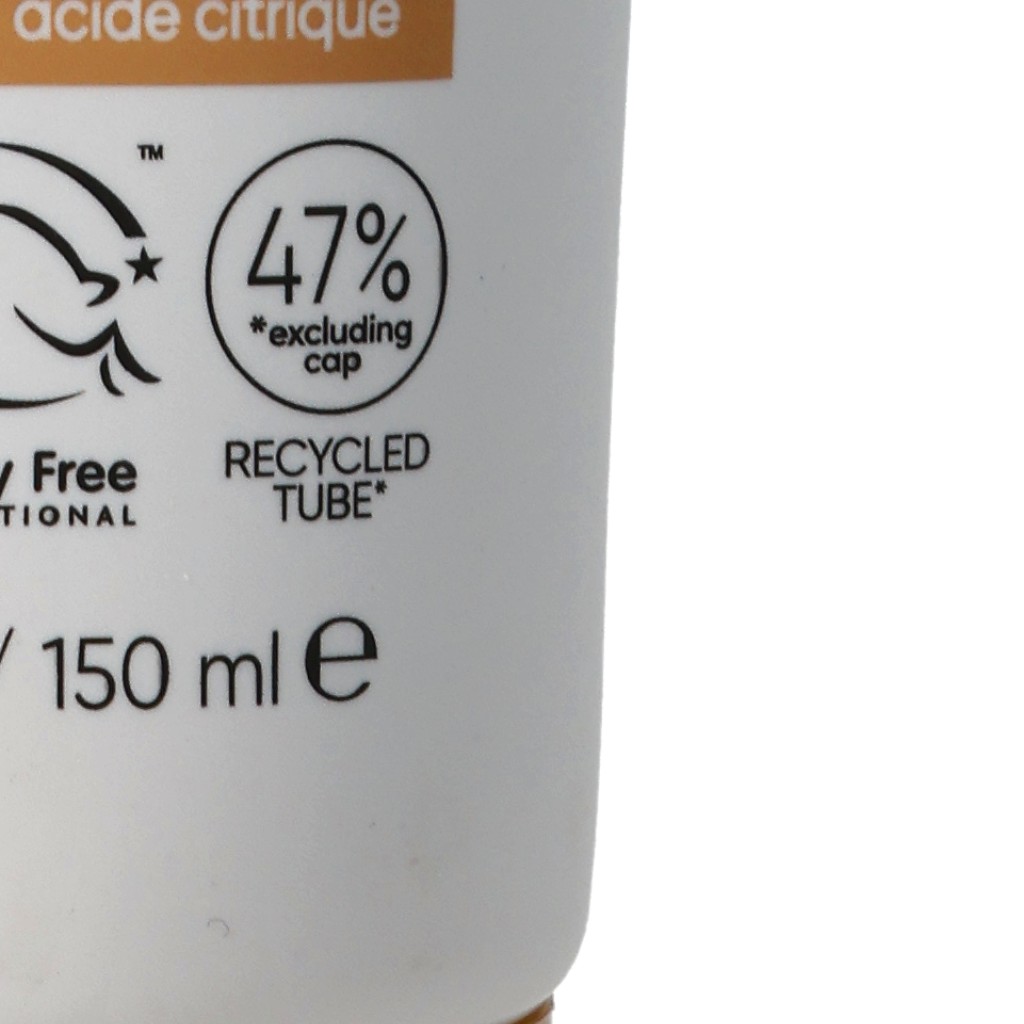 acide citrique
TM
47%
*excluding
cap
RECYCLED
TUBE*
y Free
TIONAL
/ 150 ml e